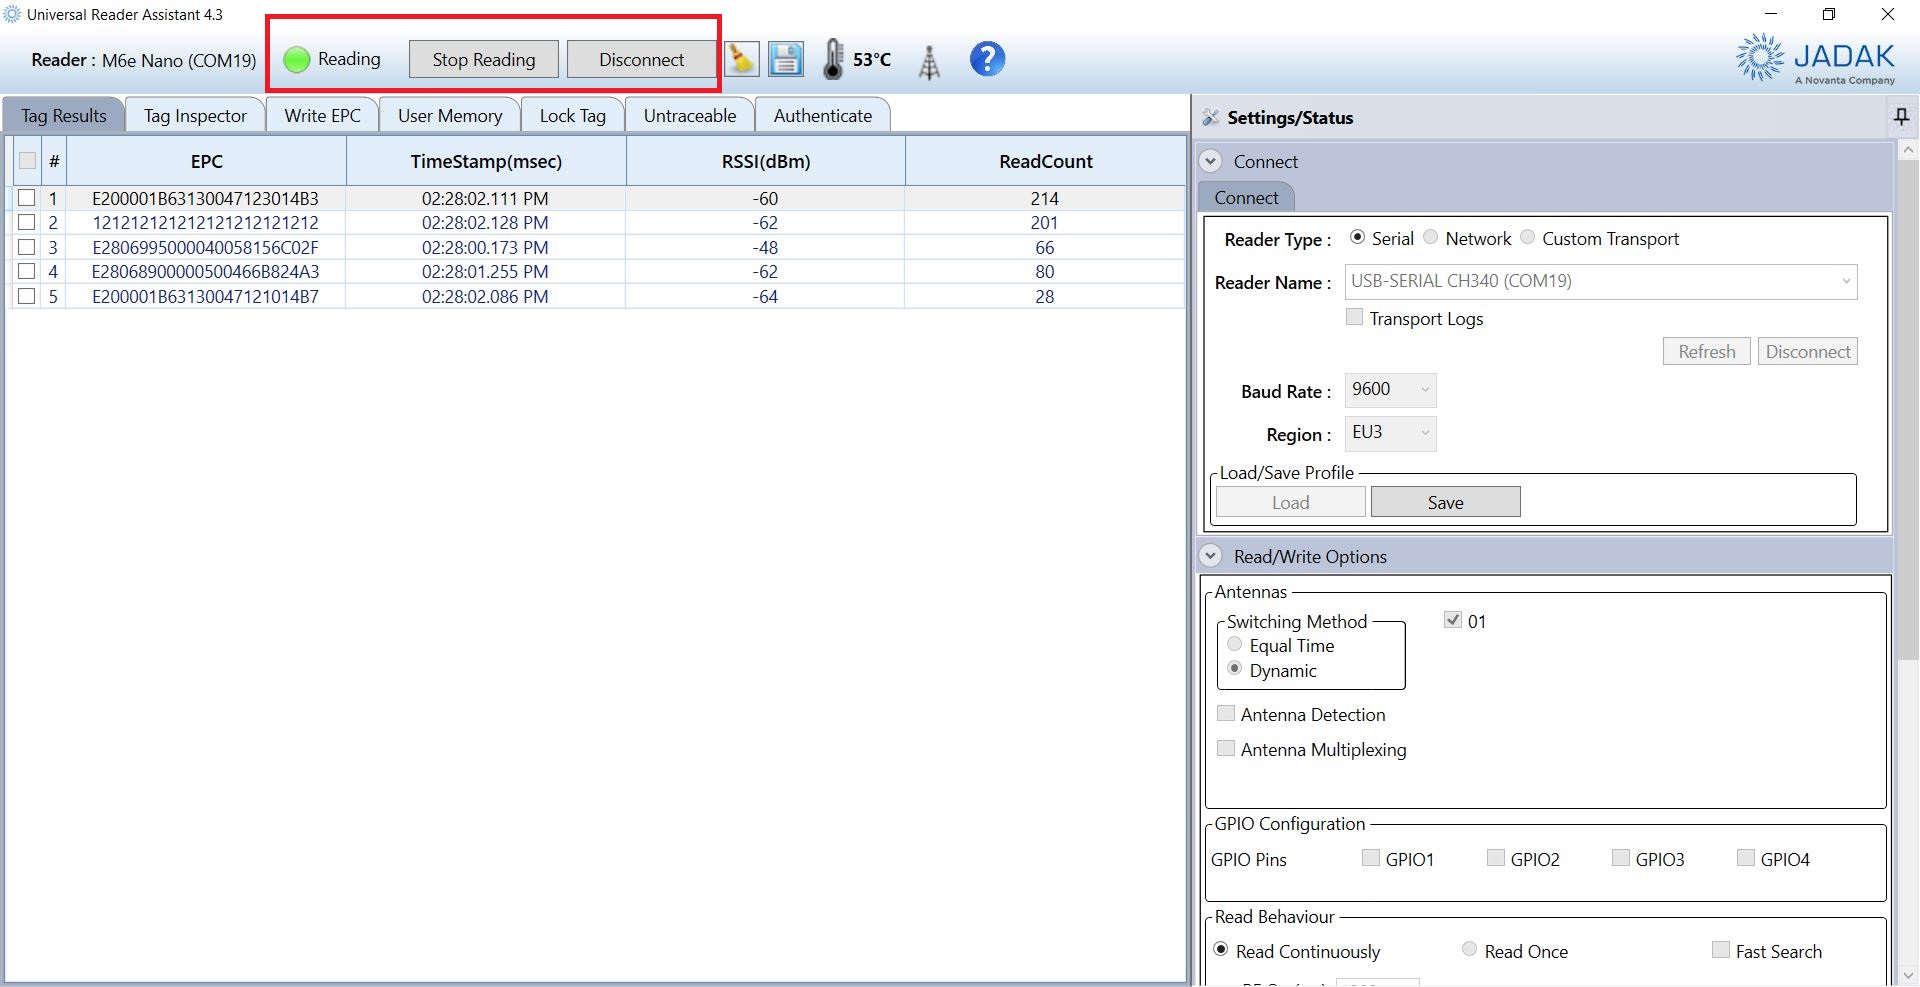 Universal Reader Assistant 4.3
Reader : M6e Nano (COM19) Reading Stop Reading Disconnect 53°C ? JADAK
A Novanta Company
Tag Results Tag Inspector Write EPC User Memory Lock Tag Untraceable Authenticate
# EPC TimeStamp(msec) RSSI(dBm) ReadCount
1 E200001B63130047123014B3 02:28:02.111 PM -60 214
2 121212121212121212121212 02:28:02.128 PM -62 201
3 E2806995000040058156C02F 02:28:00.173 PM -48 66
4 E28068900000500466B824A3 02:28:01.255 PM -62 80
5 E200001B63130047121014B7 02:28:02.086 PM -64 28
Settings/Status
Connect
Connect
Reader Type : Serial Network Custom Transport
Reader Name : USB-SERIAL CH340 (COM19)
Transport Logs
Refresh Disconnect
Baud Rate : 9600
Region : EU3
Load/Save Profile
Load Save
Read/Write Options
Antennas
Switching Method 01
Equal Time
Dynamic
Antenna Detection
Antenna Multiplexing
GPIO Configuration
GPIO Pins GPIO1 GPIO2 GPIO3 GPIO4
Read Behaviour
Read Continuously Read Once Fast Search